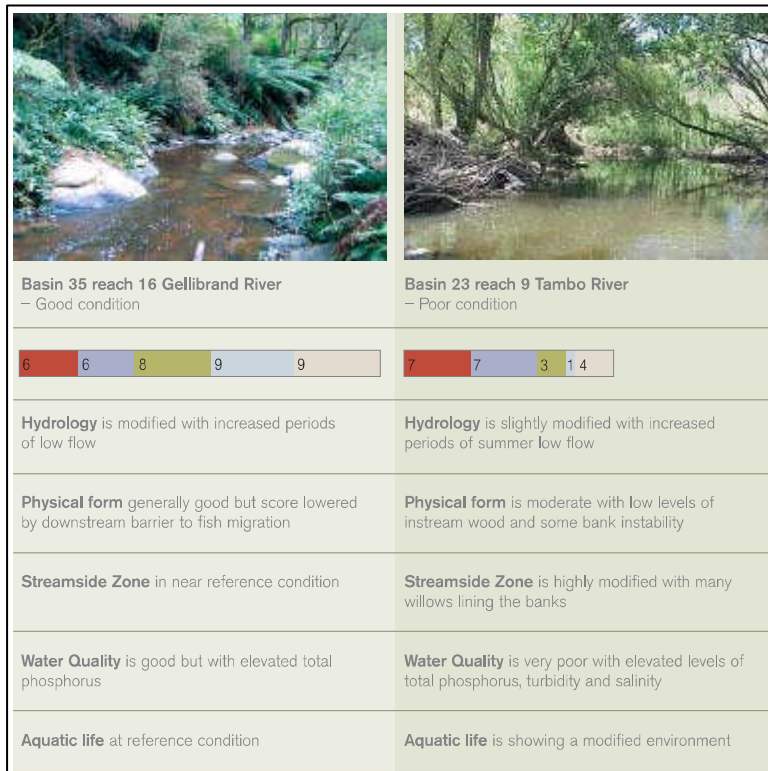 Basin 35 reach 16 Gellibrand River
– Good condition
6 6 8 9 9
Hydrology is modified with increased periods
of low flow
Physical form generally good but score lowered
by downstream barrier to fish migration
Streamside Zone in near reference condition
Water Quality is good but with elevated total
phosphorus
Aquatic life at reference condition
Basin 23 reach 9 Tambo River
– Poor condition
7 7 3 1 4
Hydrology is slightly modified with increased
periods of summer low flow
Physical form is moderate with low levels of
instream wood and some bank instability
Streamside Zone is highly modified with many
willows lining the banks
Water Quality is very poor with elevated levels of
total phosphorus, turbidity and salinity
Aquatic life is showing a modified environment